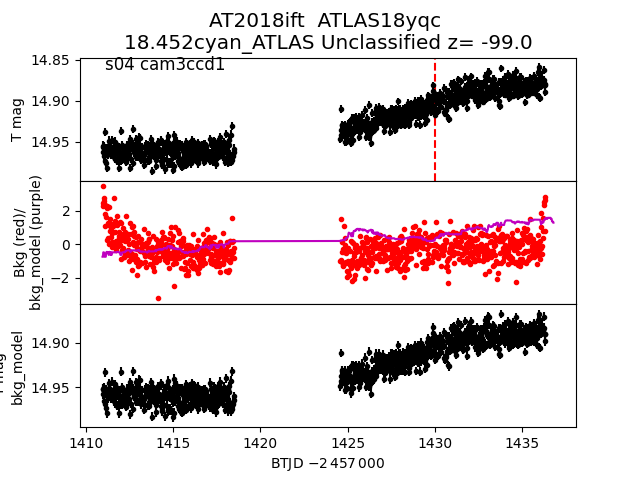 AT2018ift ATLAS18yqc
18.452cyan_ATLAS Unclassified z= -99.0
s04 cam3ccd1
14.85
14.90
14.95
T mag
2
0
−2
Bkg (red)/
bkg_model (purple)
14.90
14.95
bkg_model
1410 1415 1420 1425 1430 1435
BTJD −2 457 000